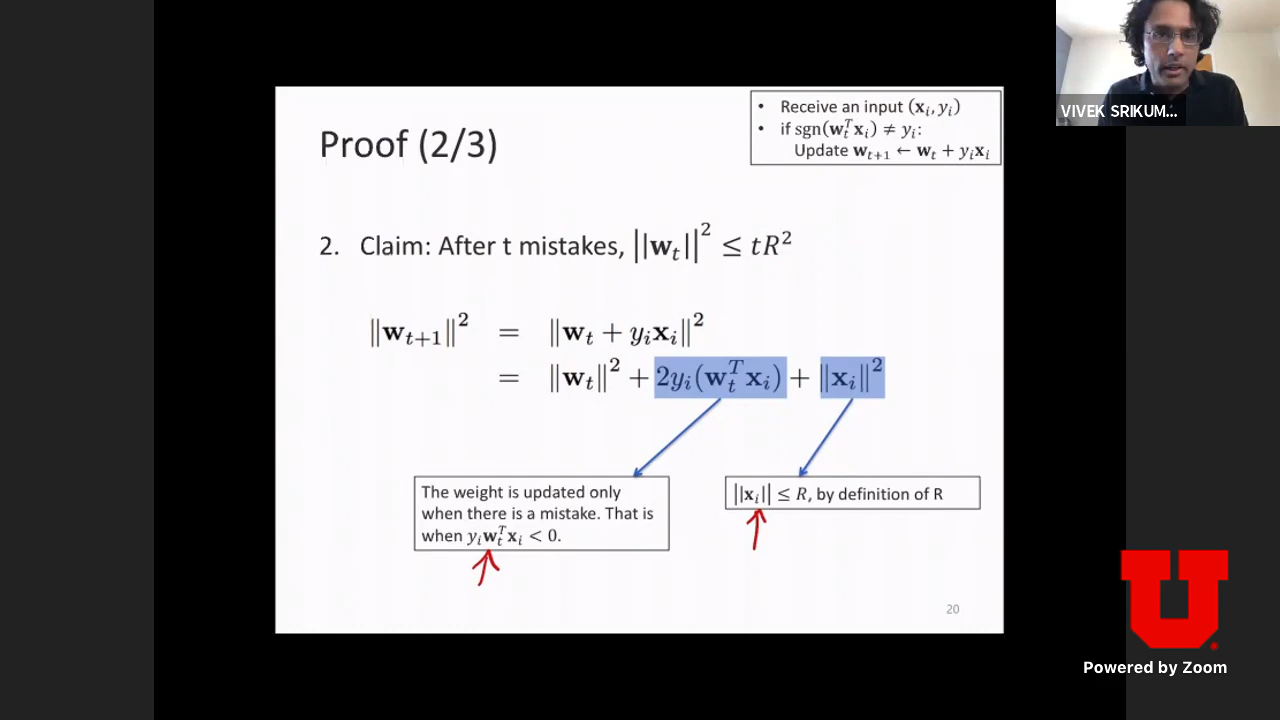 • Receive an input (𝐱ᵢ, yᵢ)
• if sgn(𝐰ₜᵀ𝐱ᵢ) ≠ yᵢ:
Update 𝐰ₜ₊₁ ← 𝐰ₜ + yᵢ𝐱ᵢ
VIVEK SRIKUM...
Proof (2/3)
2. Claim: After t mistakes, ||𝐰ₜ||² ≤ tR²
‖𝐰ₜ₊₁‖² = ‖𝐰ₜ + yᵢ𝐱ᵢ‖²
= ‖𝐰ₜ‖² + 2yᵢ(𝐰ₜᵀ𝐱ᵢ) + ‖𝐱ᵢ‖²
The weight is updated only
when there is a mistake. That is
when yᵢ𝐰ₜᵀ𝐱ᵢ < 0.
||𝐱ᵢ|| ≤ R, by definition of R
20
U
Powered by Zoom